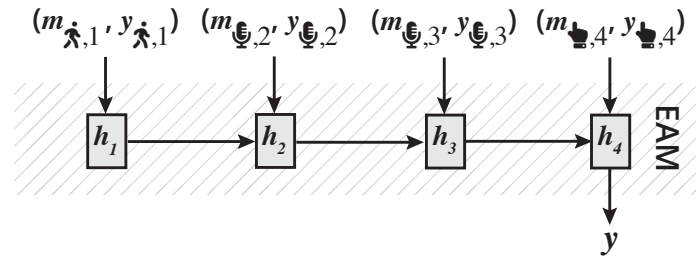 (m🚶,1, y🚶,1) (m🎙,2, y🎙,2) (m🎙,3, y🎙,3) (m👆,4, y👆,4)
h1 h2 h3 h4
EAM
y